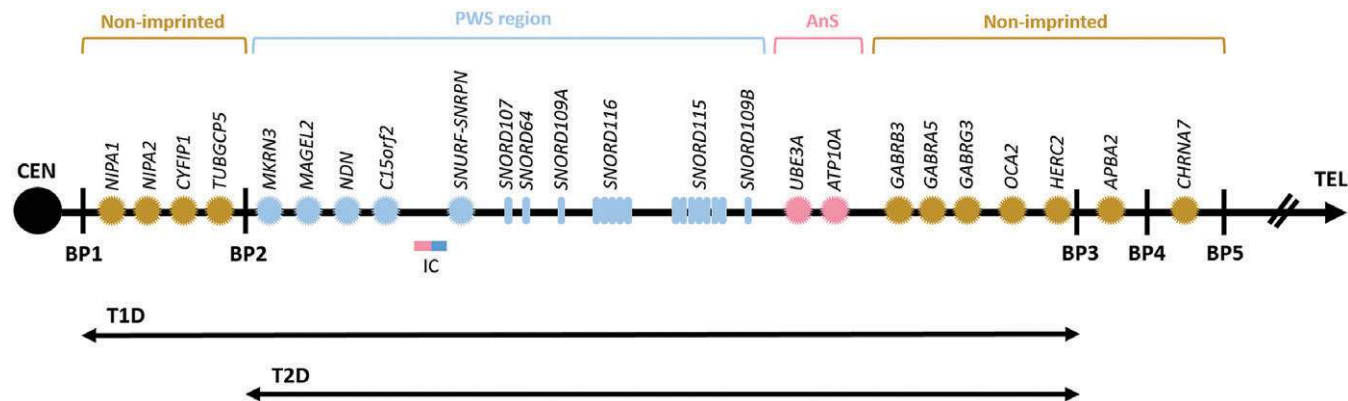 Non-imprinted PWS region AnS Non-imprinted
NIPA1 NIPA2 CYFIP1 TUBGCP5 MKRN3 MAGEL2 NDN C15orf2 SNURF-SNRPN SNORD107 SNORD64 SNORD109A SNORD116 SNORD115 SNORD109B UBE3A ATP10A GABRB3 GABRA5 GABRG3 OCA2 HERC2 APBA2 CHRNA7
CEN TEL
BP1 BP2 BP3 BP4 BP5
IC
T1D
T2D